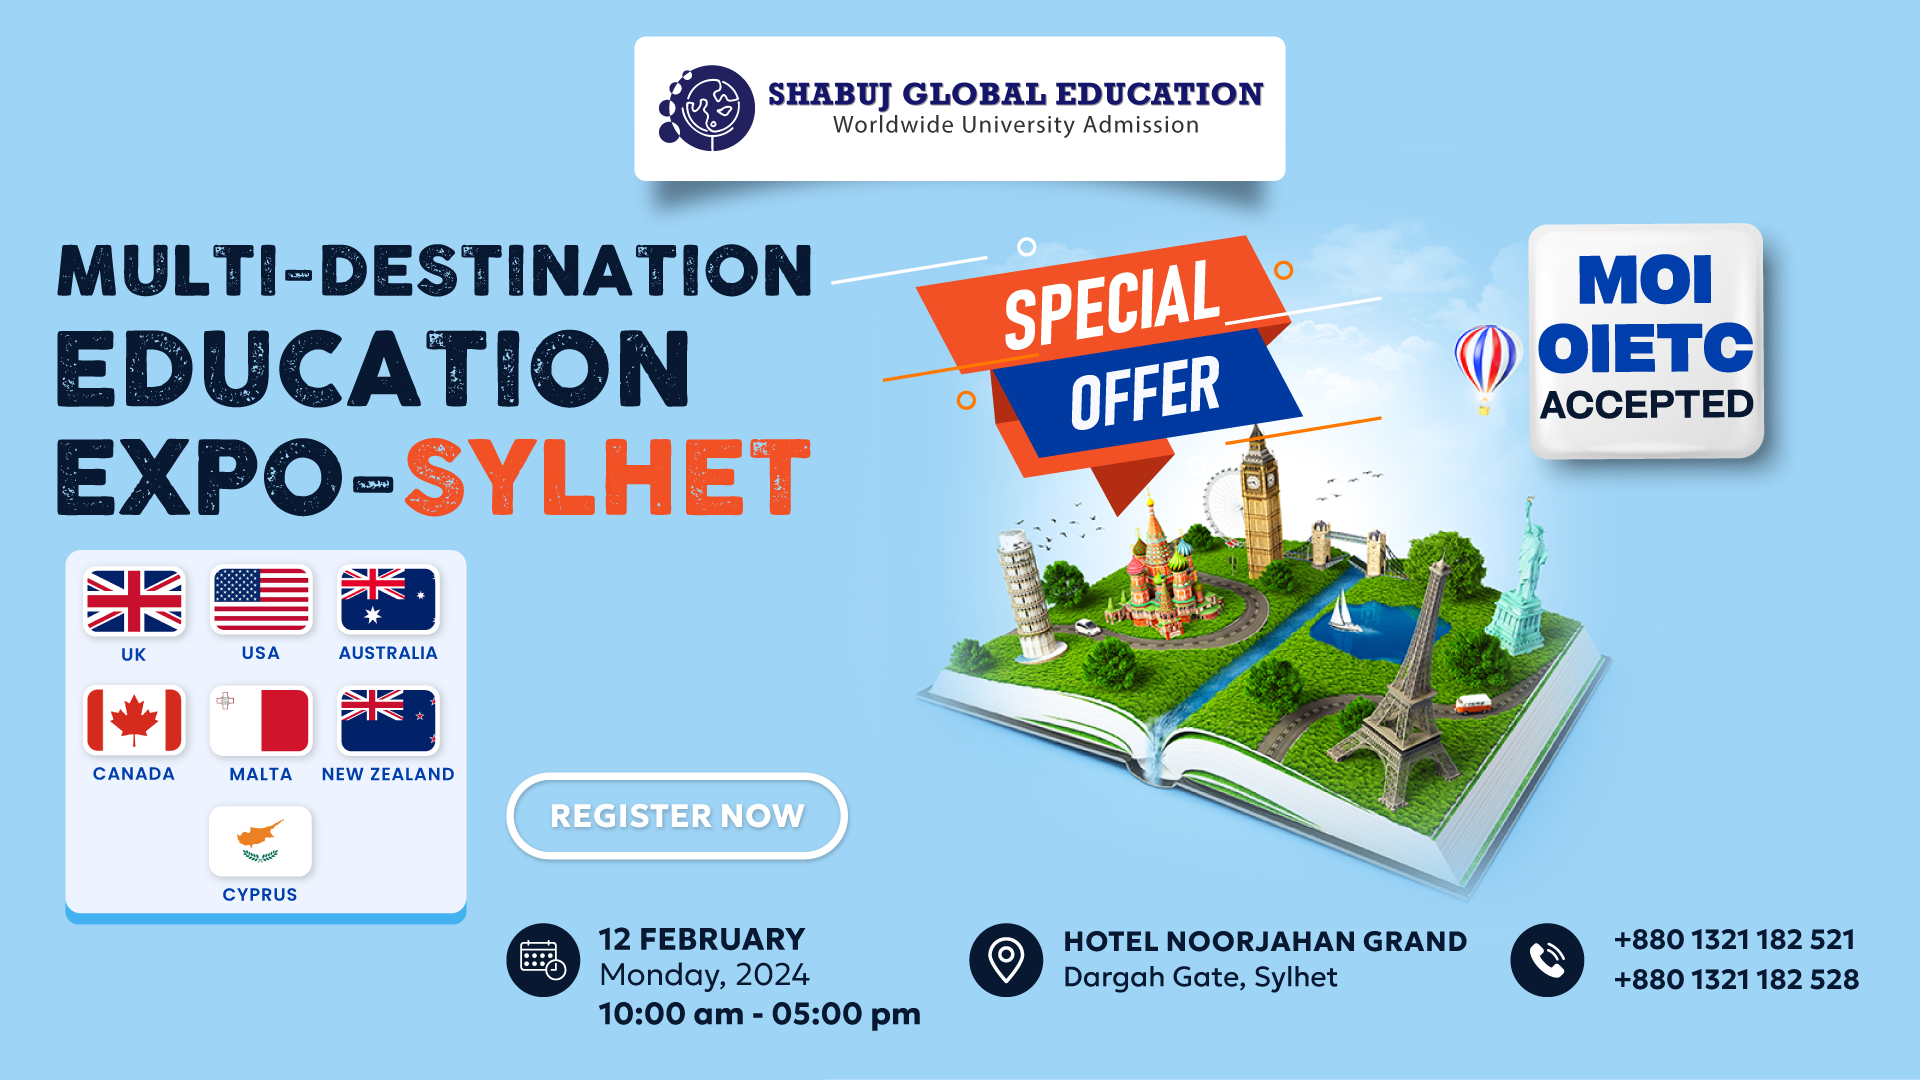 SHABUJ GLOBAL EDUCATION
Worldwide University Admission
MULTI-DESTINATION
EDUCATION
EXPO-SYLHET
SPECIAL
OFFER
MOI
OIETC
ACCEPTED
UK
USA
AUSTRALIA
CANADA
MALTA
NEW ZEALAND
CYPRUS
REGISTER NOW
12 FEBRUARY
Monday, 2024
10:00 am - 05:00 pm
HOTEL NOORJAHAN GRAND
Dargah Gate, Sylhet
+880 1321 182 521
+880 1321 182 528